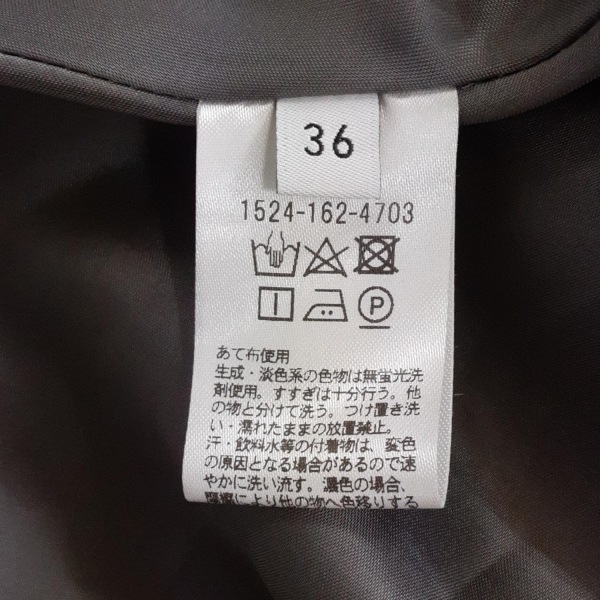 36
1524-162-4703
P
あて布使用
生成・淡色系の色物は無蛍光洗
剤使用。すすぎは十分行う。他
の物と分けて洗う。つけ置き洗
い・濡れたままの放置禁止。
汗・飲料水等の付着物は、変色
の原因となる場合があるので速
やかに洗い流す。濃色の場合、
摩擦により他の物へ色移りする